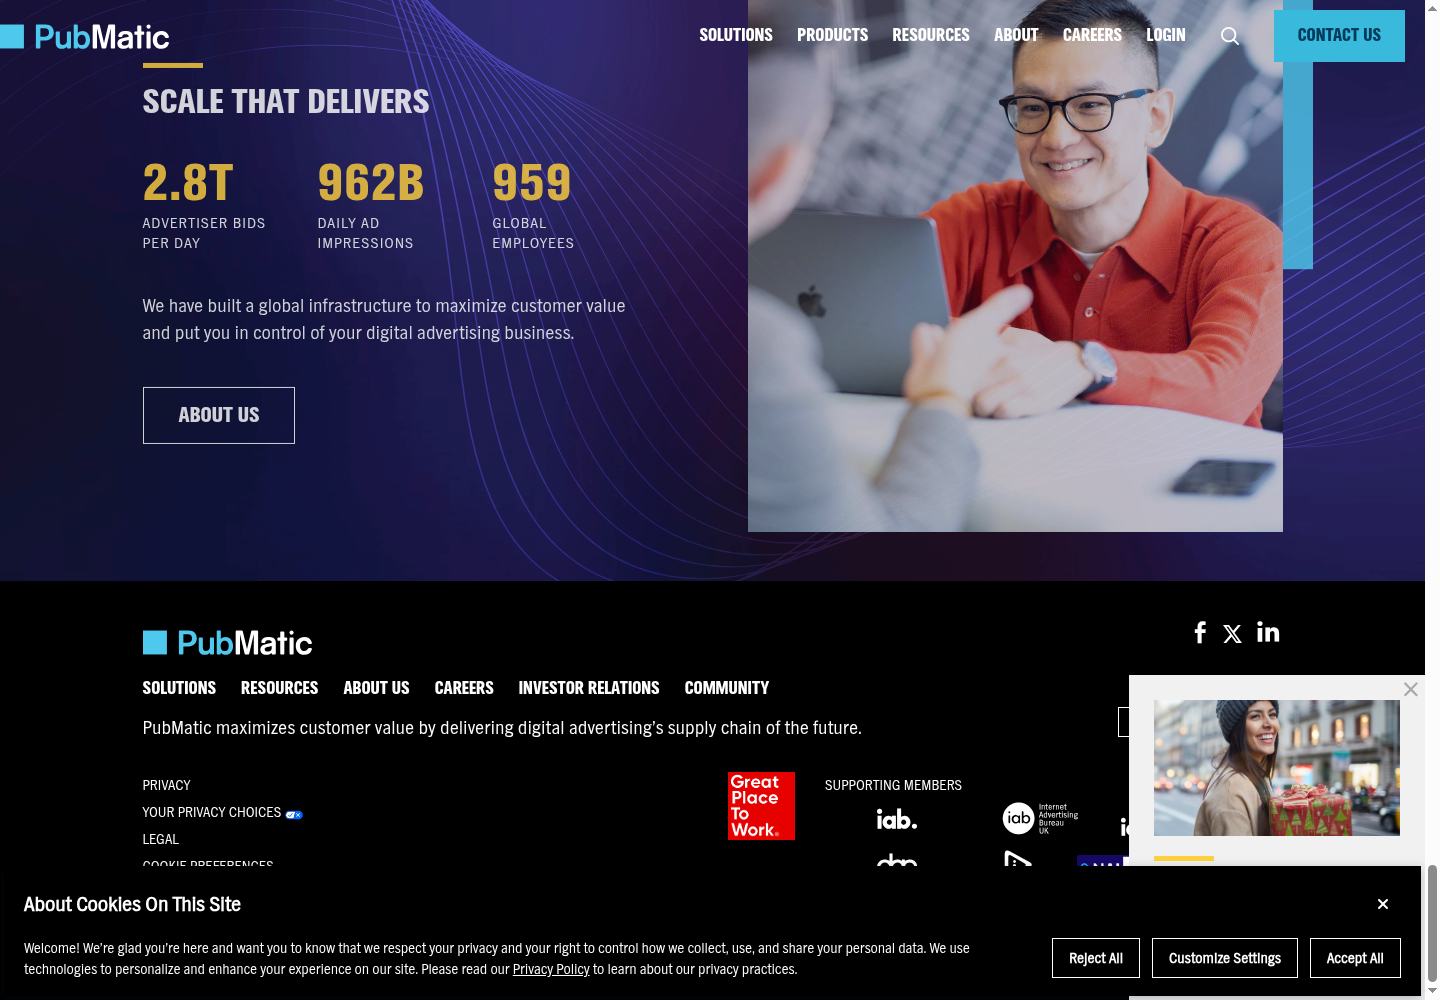 PubMatic
SOLUTIONS PRODUCTS RESOURCES ABOUT CAREERS LOGIN CONTACT US
SCALE THAT DELIVERS
2.8T 962B 959
ADVERTISER BIDS DAILY AD GLOBAL
PER DAY IMPRESSIONS EMPLOYEES
We have built a global infrastructure to maximize customer value
and put you in control of your digital advertising business.
ABOUT US
PubMatic
SOLUTIONS RESOURCES ABOUT US CAREERS INVESTOR RELATIONS COMMUNITY
PubMatic maximizes customer value by delivering digital advertising’s supply chain of the future.
PRIVACY
YOUR PRIVACY CHOICES
LEGAL
COOKIE PREFERENCES
Great
Place
To
Work.
SUPPORTING MEMBERS
iab.
iab
Internet
Advertising
Bureau
UK
About Cookies On This Site
Welcome! We’re glad you're here and want you to know that we respect your privacy and your right to control how we collect, use, and share your personal data. We use
technologies to personalize and enhance your experience on our site. Please read our Privacy Policy to learn about our privacy practices.
Reject All Customize Settings Accept All